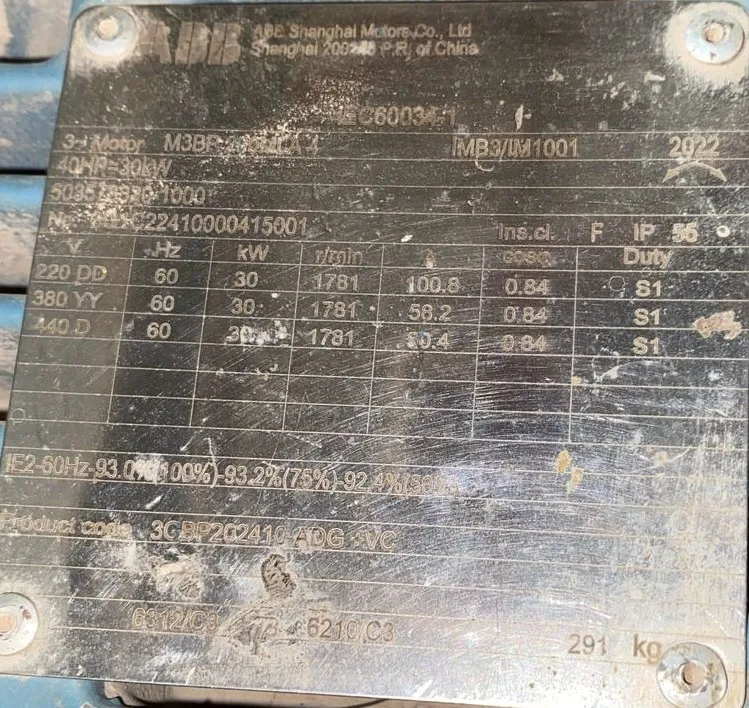 ABB ABB Shanghai Motors Co., Ltd
Shanghai P.R. of China
IEC60034-1
3~ Motor IMB3/IM1001 2022
40HP=30kW
No. Ins.cl. F IP 55
V Hz kW r/min A cosφ Duty
220 DD 60 30 1781 100.8 0.84 S1
380 YY 60 30 1781 58.2 0.84 S1
440 D 60 30 1781 0.84 S1
IE2-60Hz-93.0%(100%)-93.2%(75%)-92.4%
Product code 3GBP202410-ADG +VC
6312/C3 6210/C3 291 kg